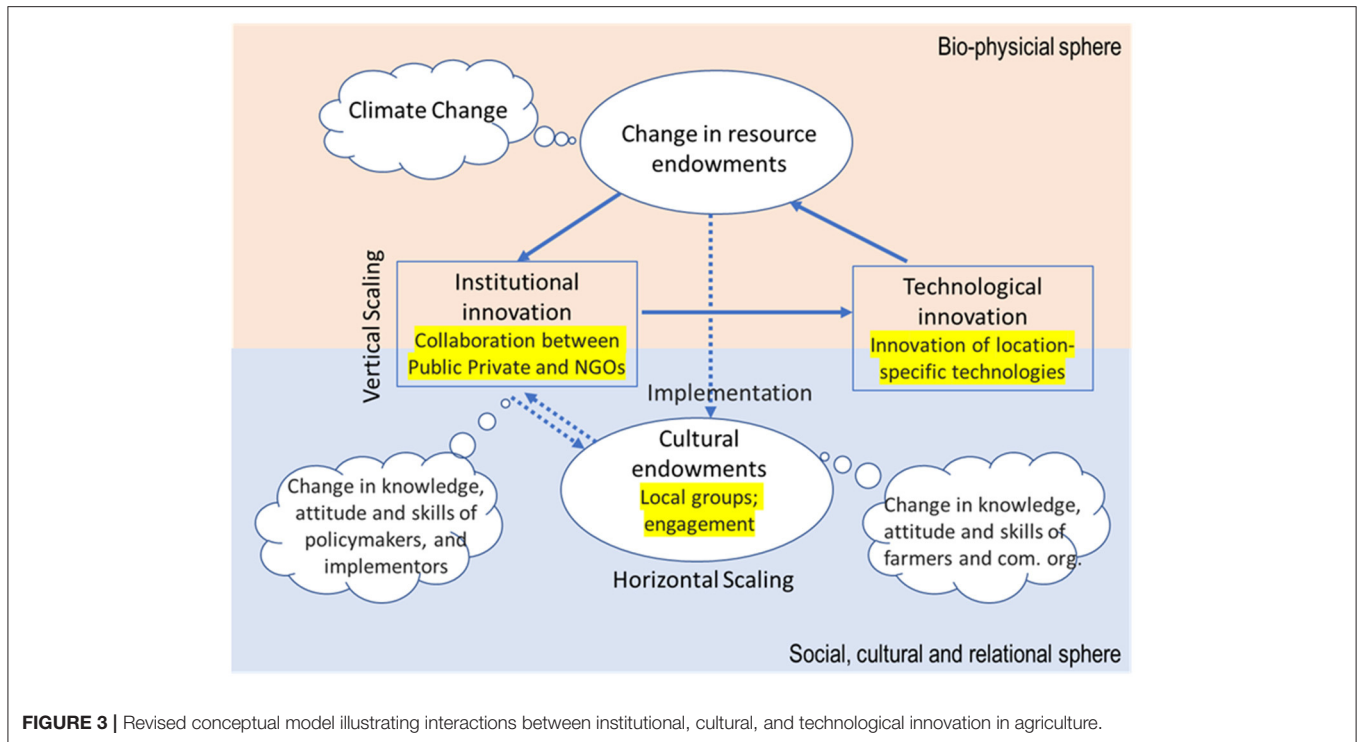 Bio-physicial sphere
Climate Change
Change in resource
endowments
Vertical Scaling
Institutional
innovation
Collaboration between
Public Private and NGOs
Technological
innovation
Innovation of location-
specific technologies
Implementation
Cultural
endowments
Local groups;
engagement
Change in knowledge,
attitude and skills of
policymakers, and
implementors
Change in knowledge,
attitude and skills of
farmers and com. org.
Horizontal Scaling
Social, cultural and relational sphere
FIGURE 3 | Revised conceptual model illustrating interactions between institutional, cultural, and technological innovation in agriculture.